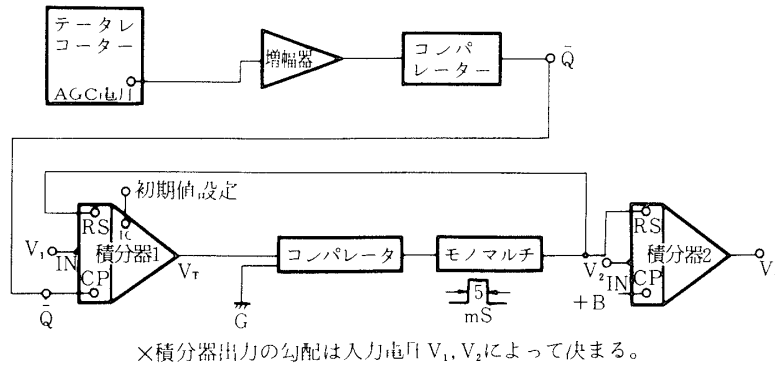 テータレ
コーター
AGC電圧
増幅器
コンパ
レーター
Q̄
初期値設定
RS
IC
V₁
IN
積分器1
CP
V_T
Q̄
コンパレータ
G
モノマルチ
5
mS
RS
V₂
IN
積分器2
+B
CP
V
×積分器出力の勾配は入力電圧V₁, V₂によって決まる。